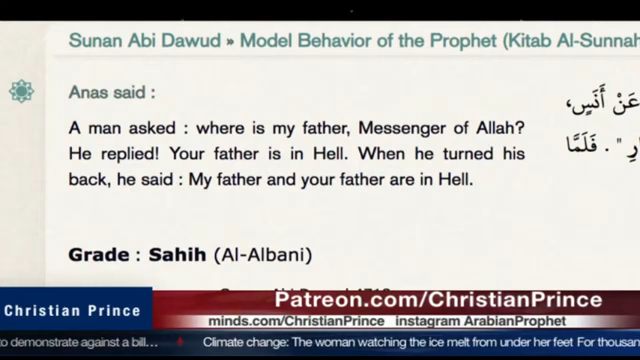 Sunan Abi Dawud » Model Behavior of the Prophet (Kitab Al-Sunnah
Anas said :
عَنْ أَنَسٍ،
A man asked : where is my father, Messenger of Allah?
He replied! Your father is in Hell. When he turned his
ارِ " . فَلَمَّا
back, he said : My father and your father are in Hell.
Grade : Sahih (Al-Albani)
Christian Prince
Patreon.com/ChristianPrince
minds.com/ChristianPrince instagram ArabianProphet
to demonstrate against a bill... Climate change: The woman watching the ice melt from under her feet For thousan